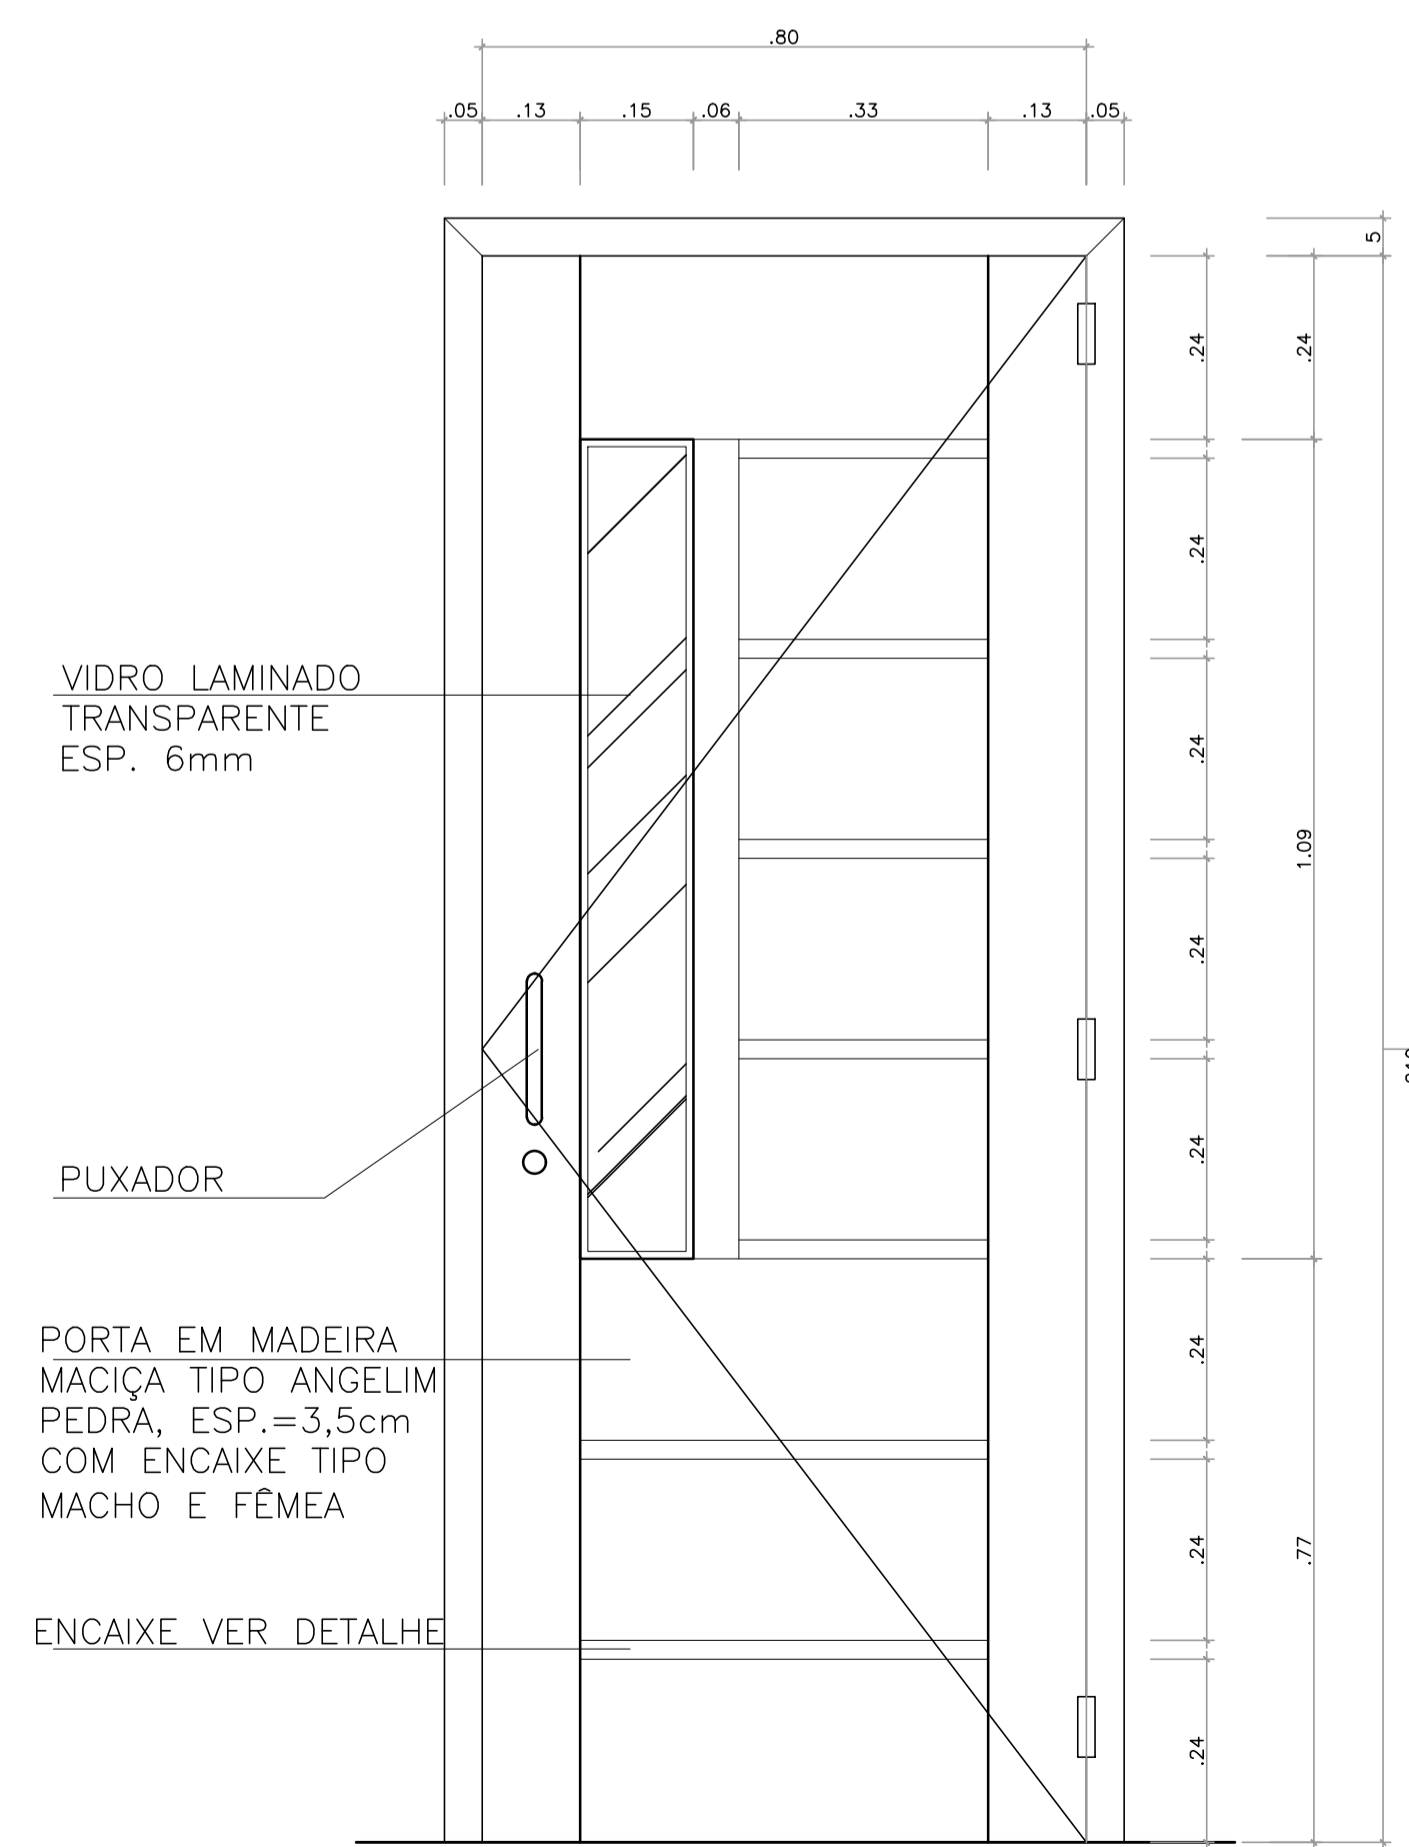 .80
.05 .13 .15 .06 .33 .13 .05
5
.24 .24
.24
VIDRO LAMINADO
TRANSPARENTE
ESP. 6mm
.24
1.09
.24
.24
PUXADOR
PORTA EM MADEIRA
MACIÇA TIPO ANGELIM
PEDRA, ESP.=3,5cm
COM ENCAIXE TIPO
MACHO E FÊMEA
.24
.24
.77
ENCAIXE VER DETALHE
.24